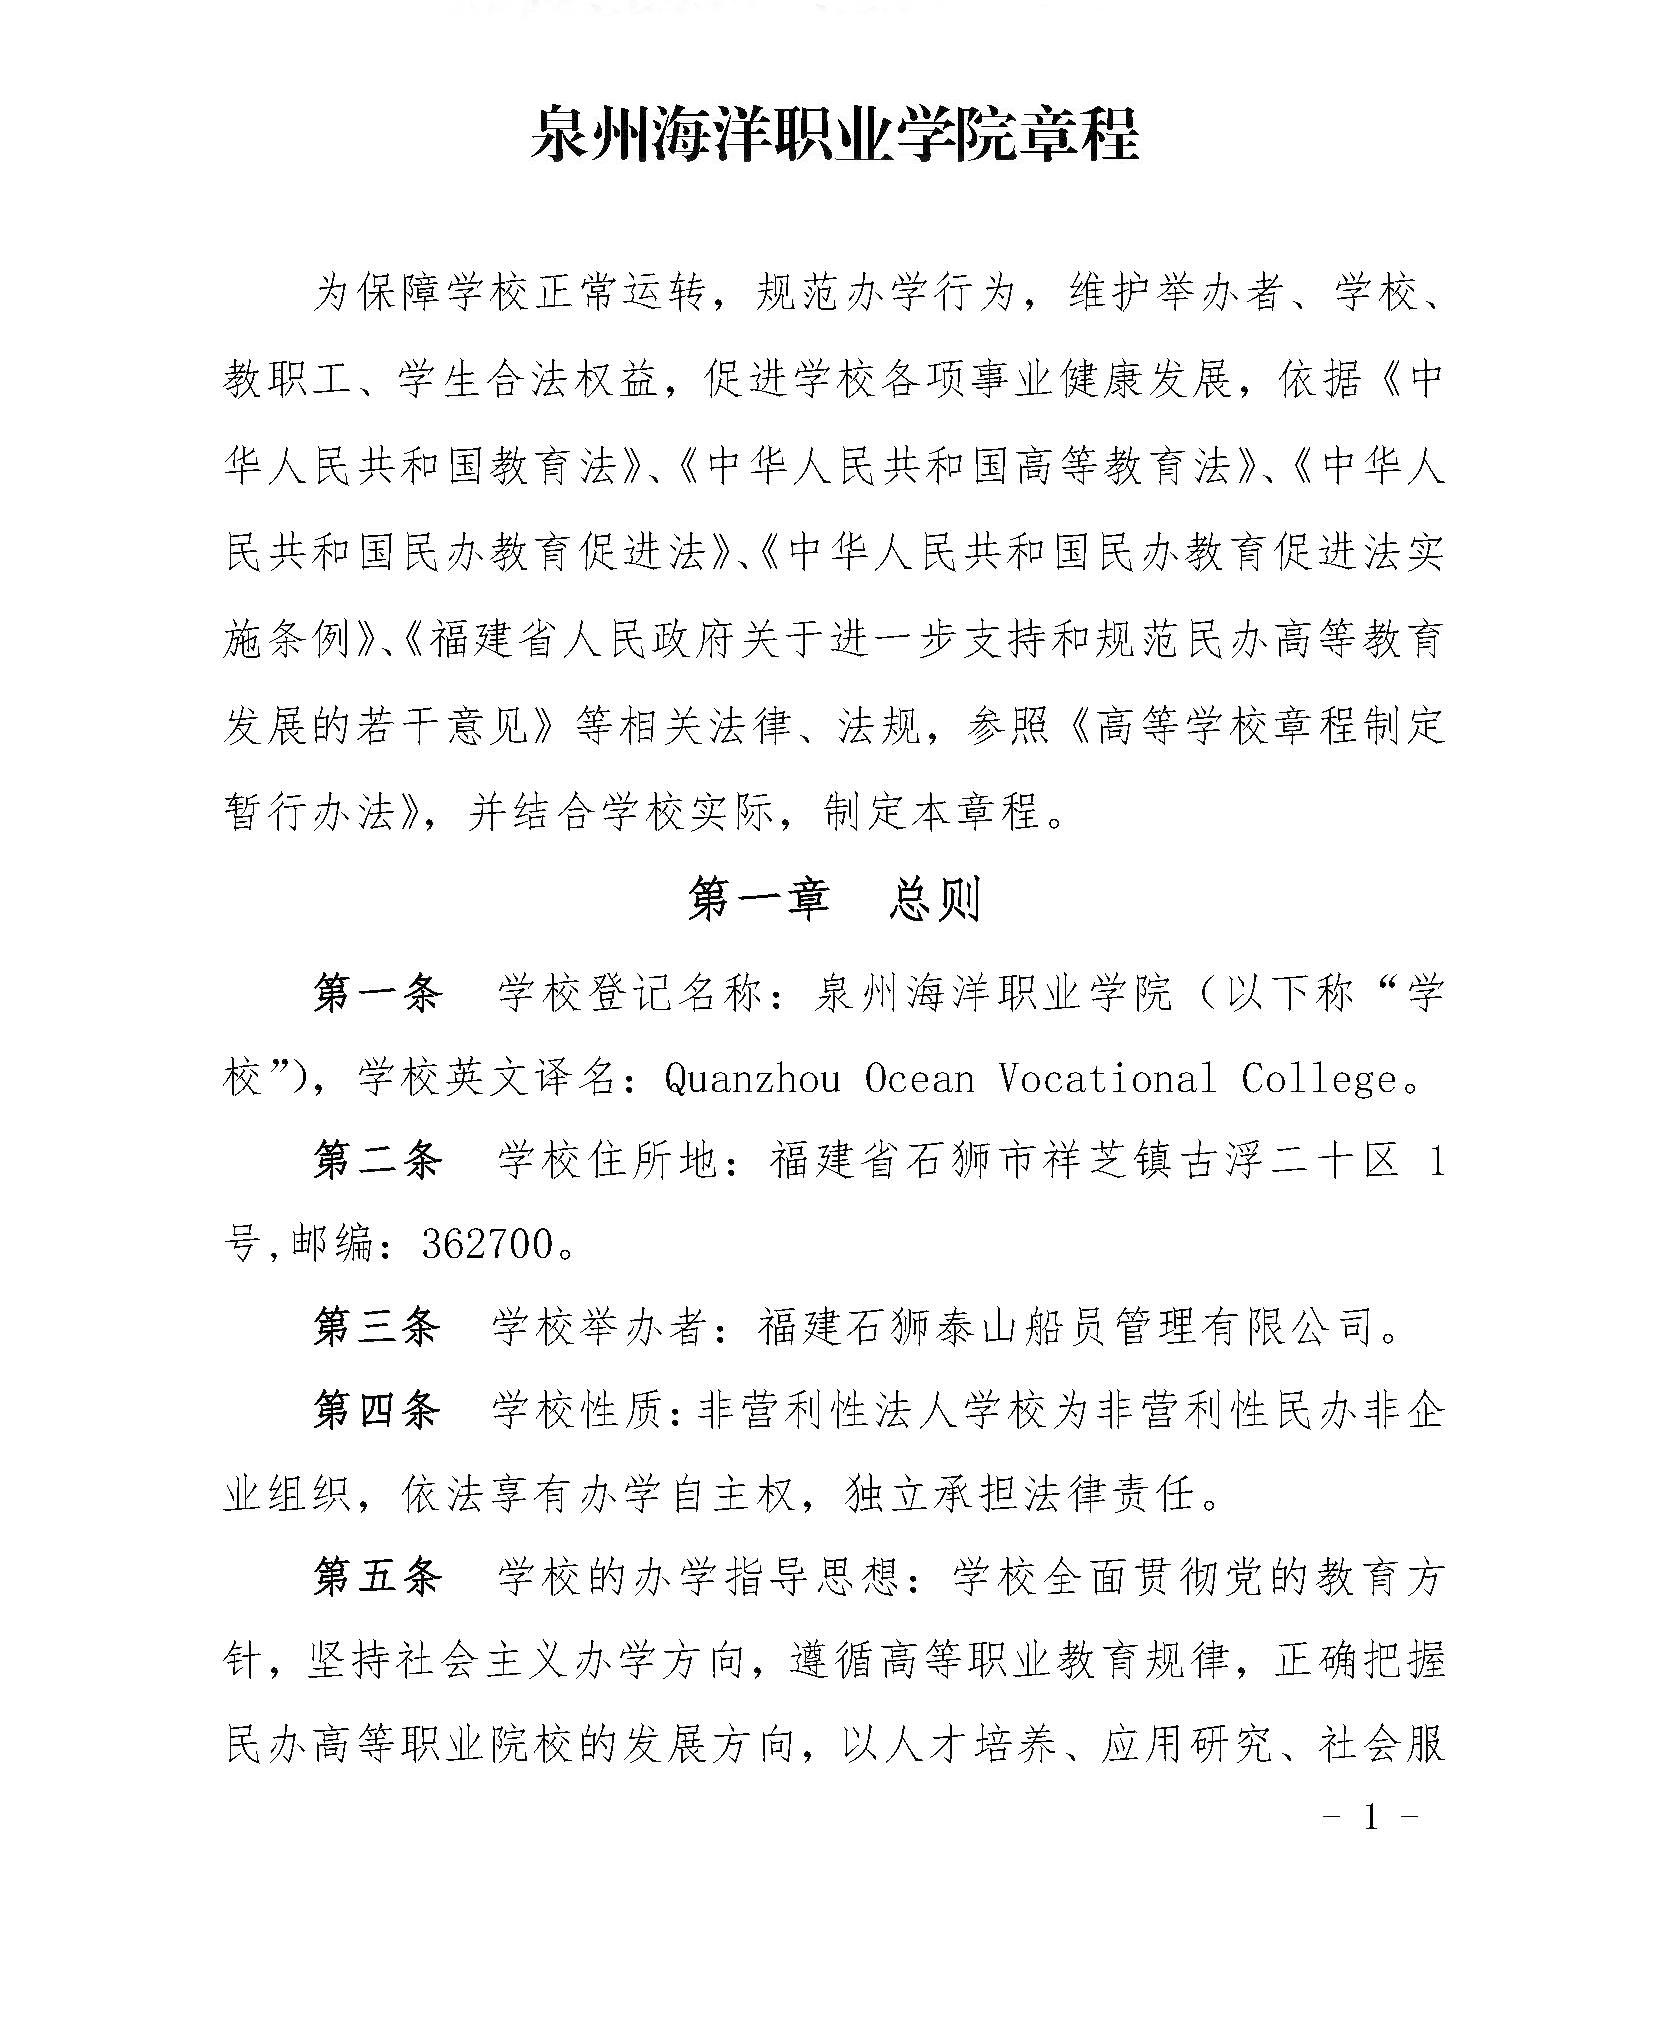 泉州海洋职业学院章程
为保障学校正常运转，规范办学行为，维护举办者、学校、
教职工、学生合法权益，促进学校各项事业健康发展，依据《中
华人民共和国教育法》、《中华人民共和国高等教育法》、《中华人
民共和国民办教育促进法》、《中华人民共和国民办教育促进法实
施条例》、《福建省人民政府关于进一步支持和规范民办高等教育
发展的若干意见》等相关法律、法规，参照《高等学校章程制定
暂行办法》，并结合学校实际，制定本章程。
第一章 总则
第一条 学校登记名称：泉州海洋职业学院（以下称“学
校”），学校英文译名：Quanzhou Ocean Vocational College。
第二条 学校住所地：福建省石狮市祥芝镇古浮二十区 1
号,邮编：362700。
第三条 学校举办者：福建石狮泰山船员管理有限公司。
第四条 学校性质：非营利性法人学校为非营利性民办非企
业组织，依法享有办学自主权，独立承担法律责任。
第五条 学校的办学指导思想：学校全面贯彻党的教育方
针，坚持社会主义办学方向，遵循高等职业教育规律，正确把握
民办高等职业院校的发展方向，以人才培养、应用研究、社会服
- 1 -